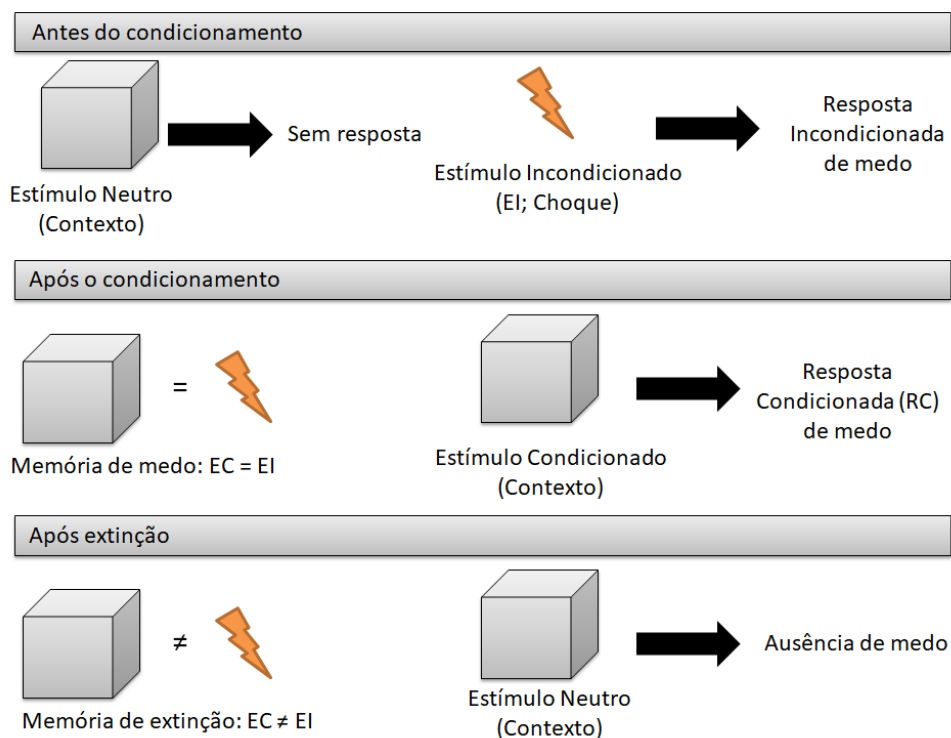 Antes do condicionamento
Sem resposta
Estímulo Neutro
(Contexto)
Estímulo Incondicionado
(EI; Choque)
Resposta
Incondicionada
de medo
Após o condicionamento
=
Memória de medo: EC = EI
Estímulo Condicionado
(Contexto)
Resposta
Condicionada (RC)
de medo
Após extinção
≠
Memória de extinção: EC ≠ EI
Estímulo Neutro
(Contexto)
Ausência de medo